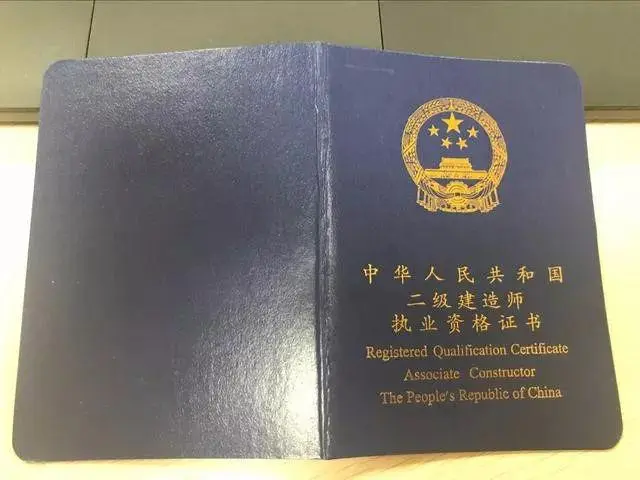 中华人民共和国
二级建造师
执业资格证书
Registered Qualification Certificate
Associate Constructor
The People's Republic of China